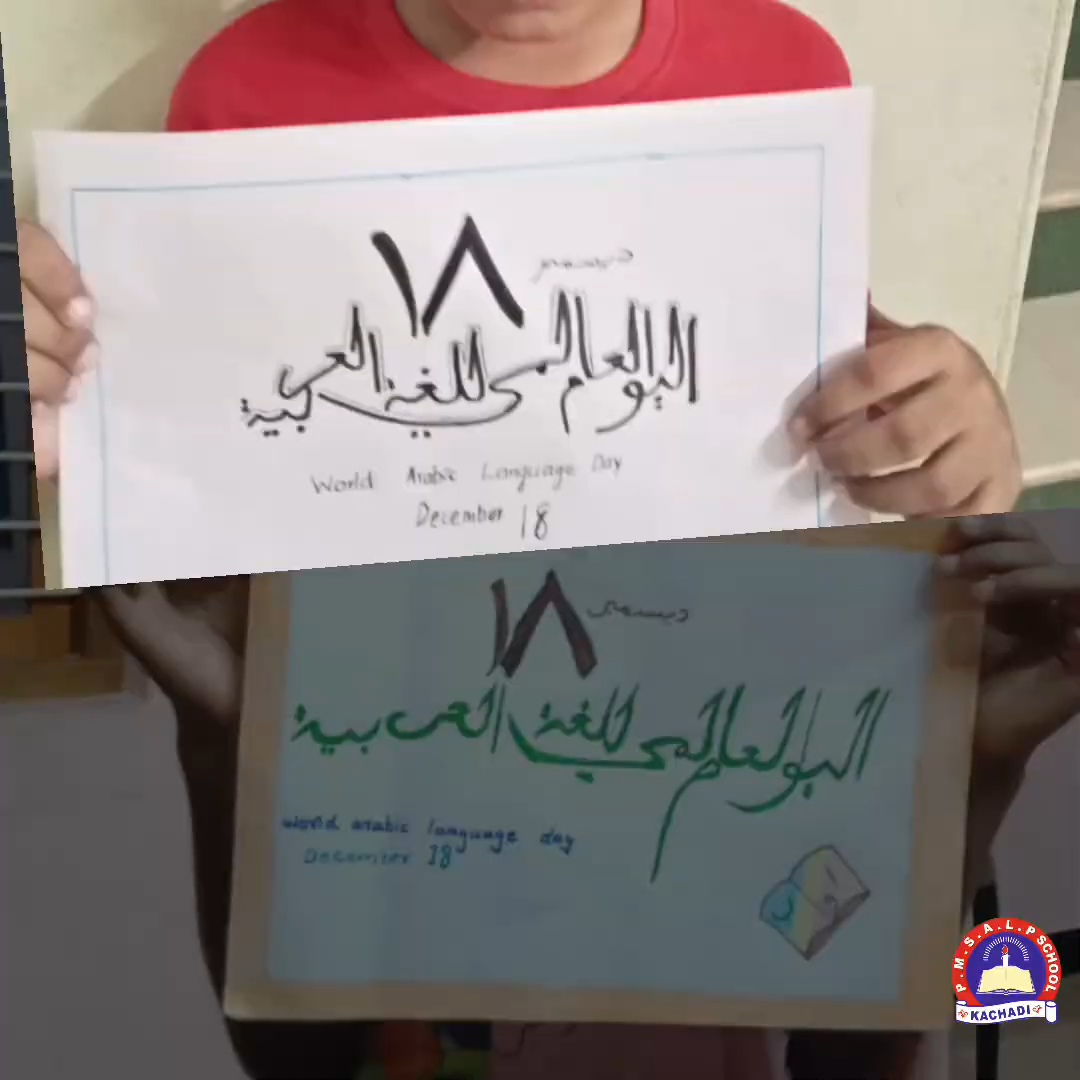 ١٨ ديسمبر
اليوم العالمي للغة العربية
World Arabic Language Day
December 18
١٨ ديسمبر
اليوم العالمي للغة العربية
world arabic language day
December 18
P.M.S.A.L.P SCHOOL
KACHADI